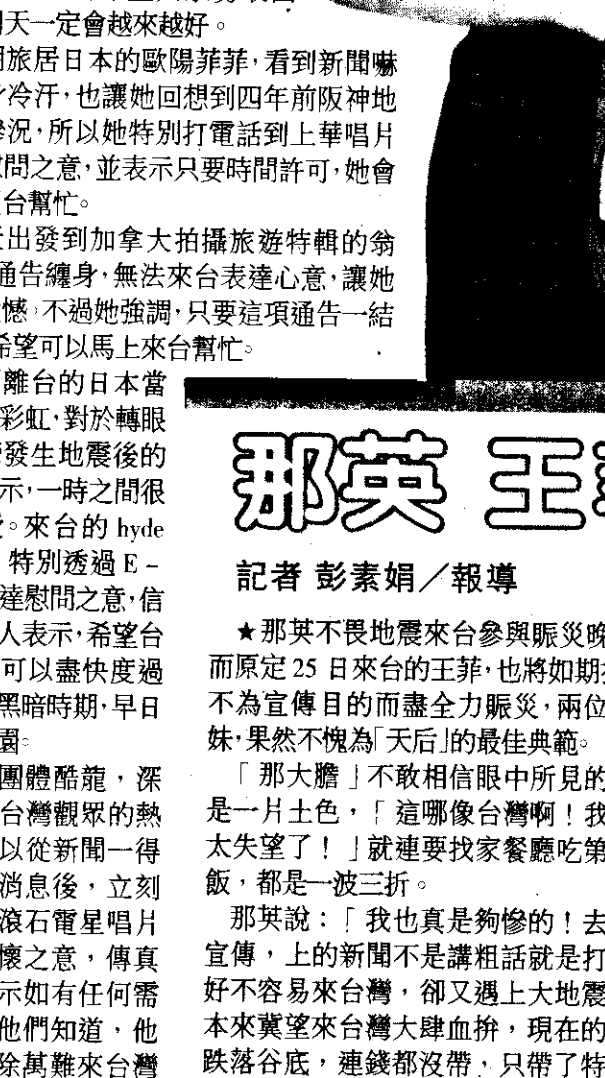 天一定會越來越好。
旅居日本的歐陽菲菲，看到新聞嚇
冷汗，也讓她回想到四年前阪神地
況，所以她特別打電話到上華唱片
問之意，並表示只要時間許可，她會
台幫忙。
出發到加拿大拍攝旅遊特輯的翁
通告纏身，無法來台表達心意，讓她
憾，不過她強調，只要這項通告一結
希望可以馬上來台幫忙。
離台的日本當
彩虹，對於轉眼
發生地震後的
示，一時之間很
。來台的 hyde
特別透過 E－
達慰問之意，信
人表示，希望台
可以盡快度過
黑暗時期，早日
園。
團體酷龍，深
台灣觀眾的熱
以從新聞一得
消息後，立刻
滾石電星唱片
懷之意，傳真
示如有任何需
他們知道，他
除萬難來台灣
那英 王
記者 彭素娟／報導
★那英不畏地震來台參與賑災晚
而原定 25 日來台的王菲，也將如期
不為宣傳目的而盡全力賑災，兩位
妹，果然不愧為「天后」的最佳典範。
「那大膽」不敢相信眼中所見的
是一片土色，「這哪像台灣啊！我
太失望了！」就連要找家餐廳吃第
飯，都是一波三折。
那英說：「我也真是夠慘的！去
宣傳，上的新聞不是講粗話就是打
好不容易來台灣，卻又遇上大地震
本來冀望來台灣大肆血拚，現在的
跌落谷底，連錢都沒帶，只帶了特